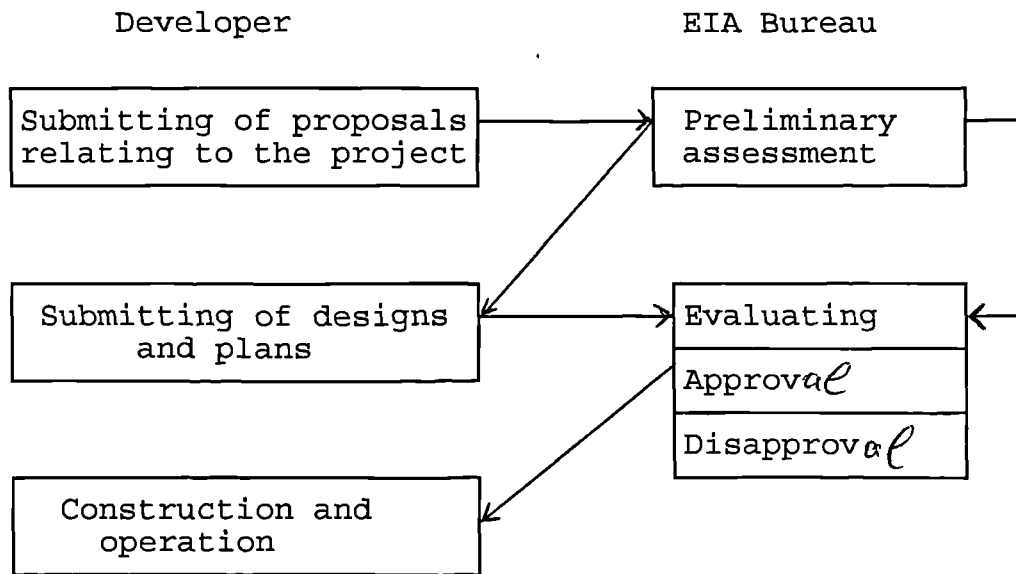 Developer
EIA Bureau
Submitting of proposals
relating to the project
Preliminary
assessment
Submitting of designs
and plans
Evaluating
Approval
Disapproval
Construction and
operation